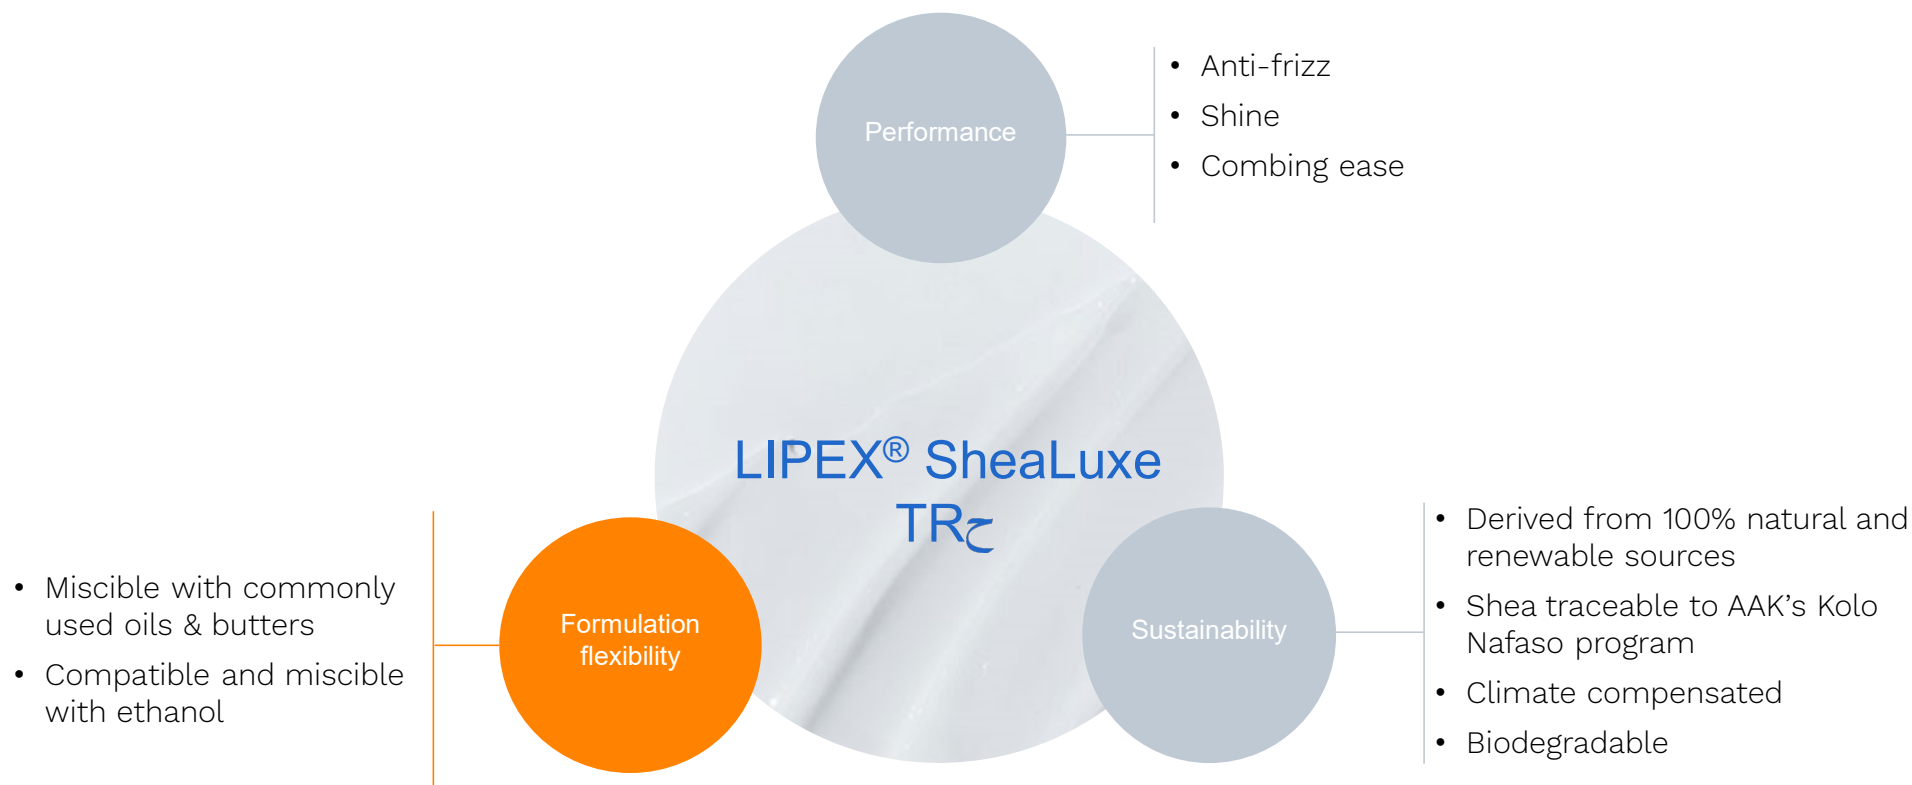 Performance
• Anti-frizz
• Shine
• Combing ease
LIPEX® SheaLuxe
TRح
Formulation
flexibility
• Miscible with commonly
used oils & butters
• Compatible and miscible
with ethanol
Sustainability
• Derived from 100% natural and
renewable sources
• Shea traceable to AAK’s Kolo
Nafaso program
• Climate compensated
• Biodegradable